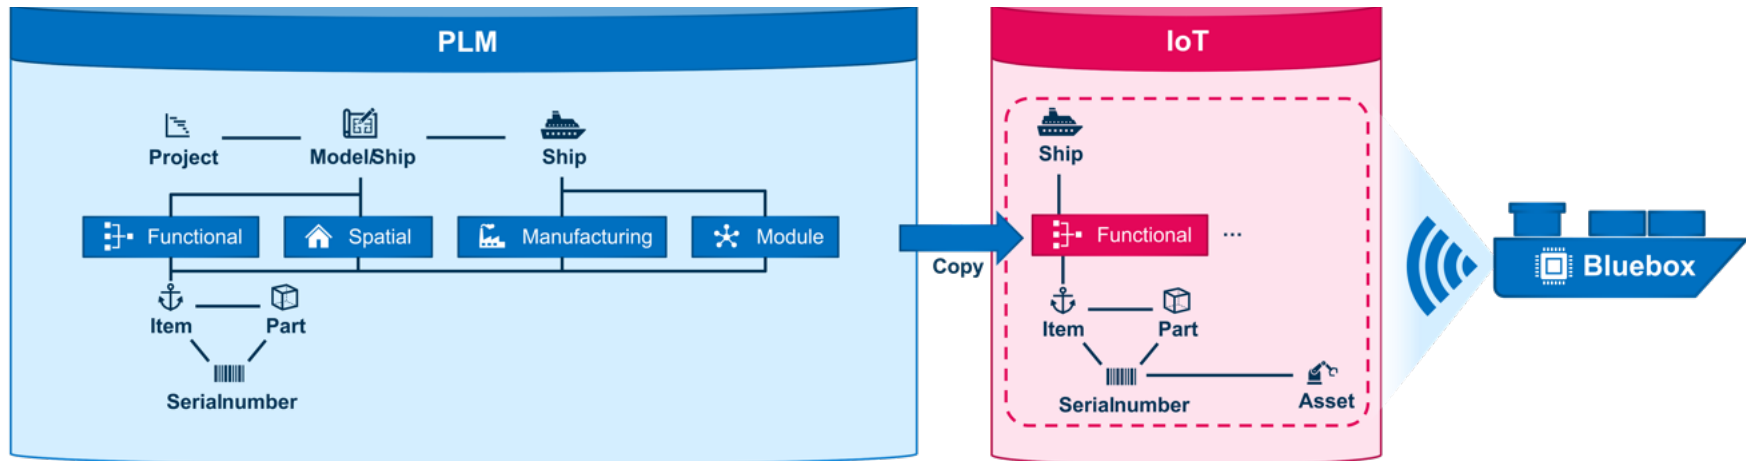 PLM
IoT
Project
Model/Ship
Ship
Ship
Functional
Spatial
Manufacturing
Module
Copy
Functional
...
Bluebox
Item
Part
Item
Part
Serialnumber
Serialnumber
Asset